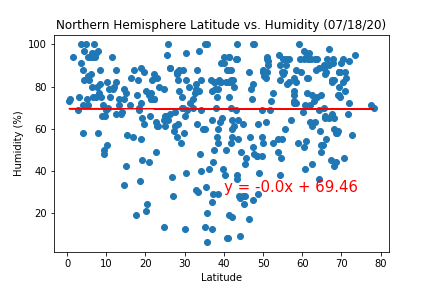 Northern Hemisphere Latitude vs. Humidity (07/18/20)
100
80
60
40
20
Humidity (%)
y = -0.0x + 69.46
0 10 20 30 40 50 60 70 80
Latitude